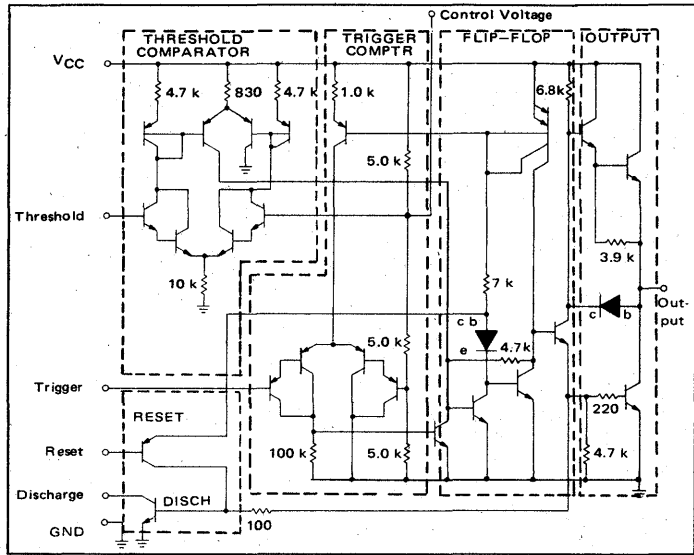 Control Voltage
THRESHOLD
COMPARATOR
TRIGGER
COMPTR
FLIP-FLOP
OUTPUT
VCC
4.7 k
830
4.7 k
1.0 k
6.8k
5.0 k
Threshold
10 k
3.9 k
7 k
Out-
put
c b
c
b
e
5.0 k
4.7k
Trigger
220
RESET
Reset
100 k
5.0 k
4.7 k
Discharge
DISCH
100
GND